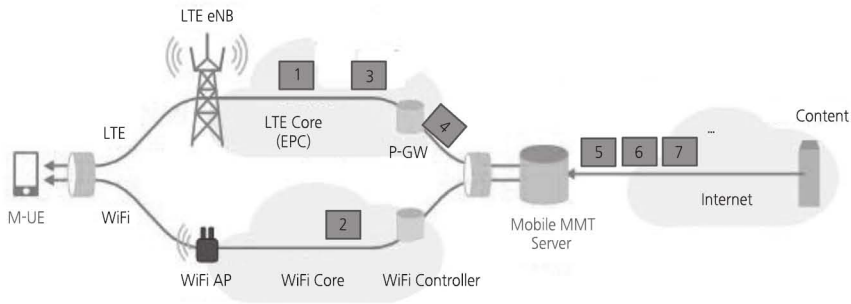 LTE eNB
1
3
LTE
LTE Core
(EPC)
4
P-GW
Content
...
5
6
7
M-UE
WiFi
2
Internet
Mobile MMT
Server
WiFi AP
WiFi Core
WiFi Controller